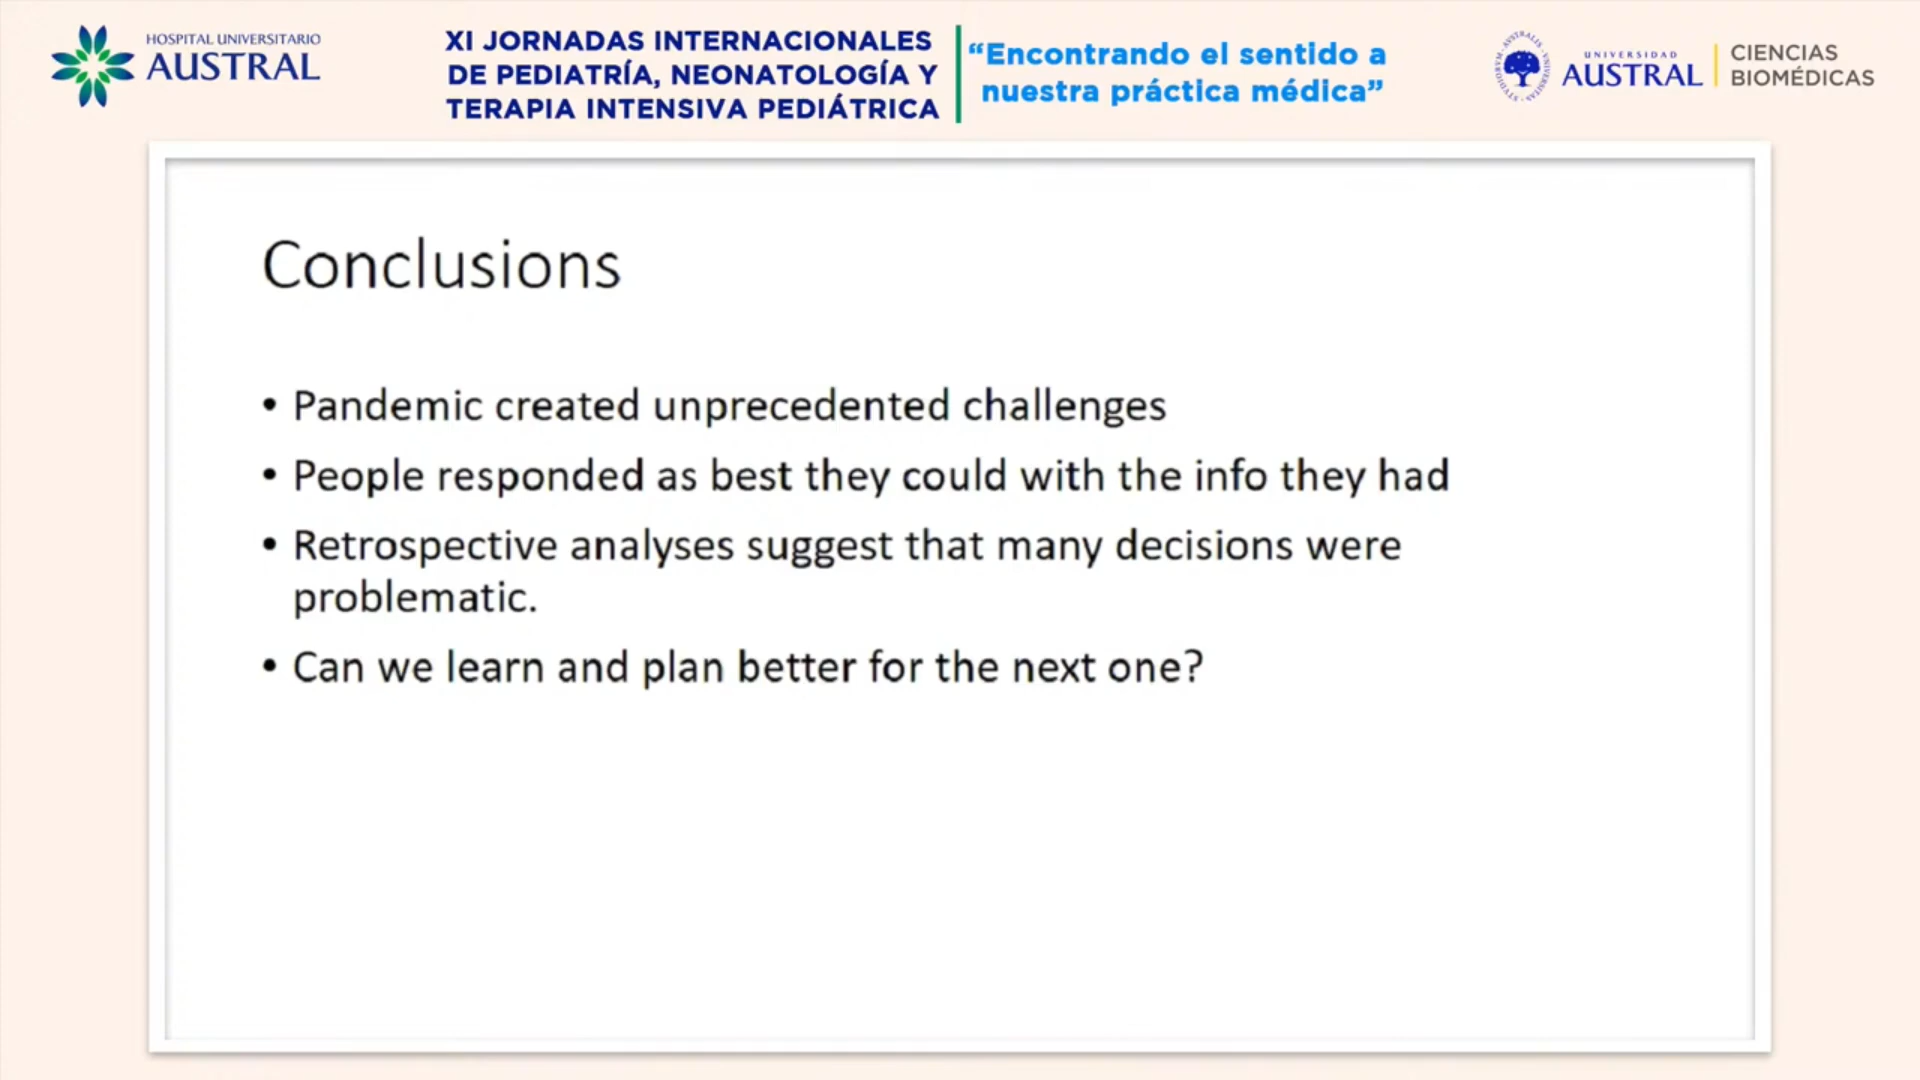 HOSPITAL UNIVERSITARIO
AUSTRAL
XI JORNADAS INTERNACIONALES
DE PEDIATRÍA, NEONATOLOGÍA Y
TERAPIA INTENSIVA PEDIÁTRICA
“Encontrando el sentido a
nuestra práctica médica”
UNIVERSIDAD
AUSTRAL
CIENCIAS
BIOMÉDICAS
Conclusions
• Pandemic created unprecedented challenges
• People responded as best they could with the info they had
• Retrospective analyses suggest that many decisions were
problematic.
• Can we learn and plan better for the next one?